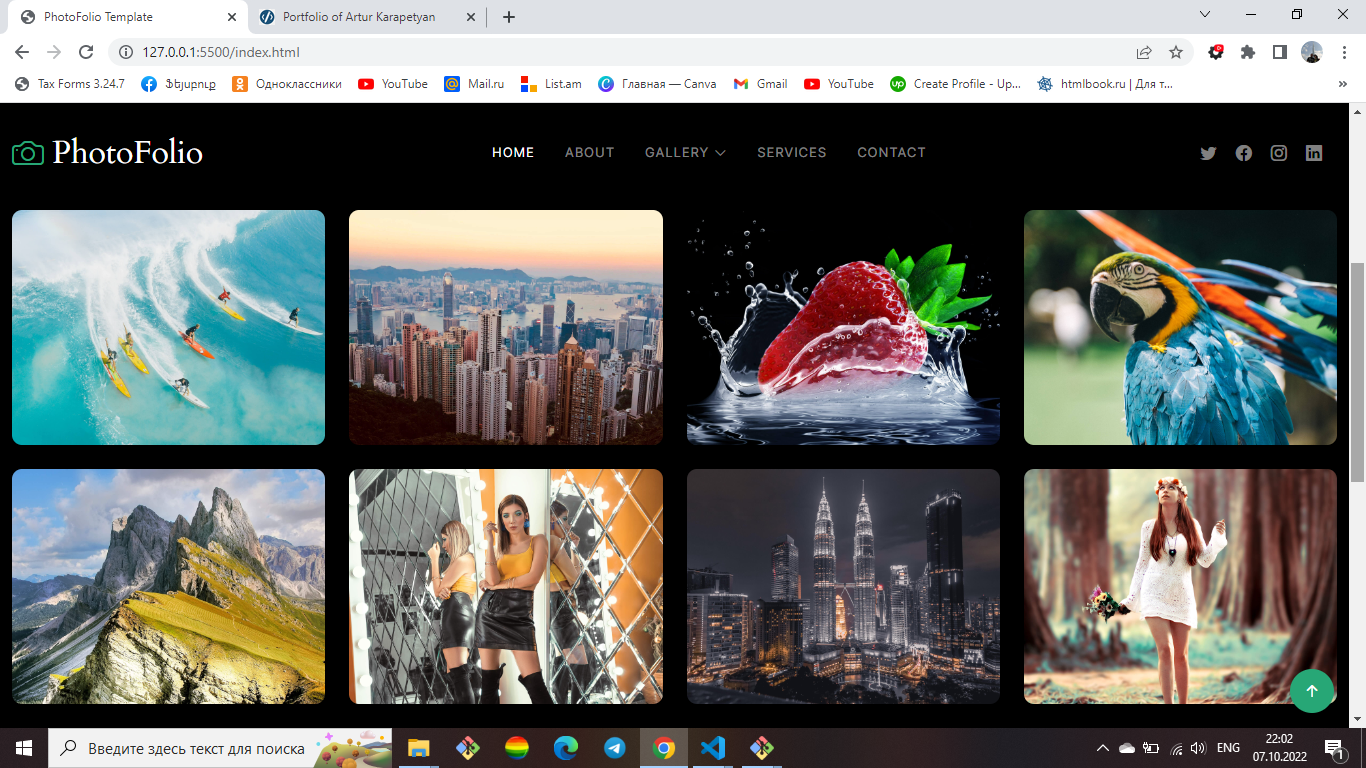 PhotoFolio Template
Portfolio of Artur Karapetyan
127.0.0.1:5500/index.html
Tax Forms 3.24.7
Ֆեյսբուք
Одноклассники
YouTube
Mail.ru
List.am
Главная — Canva
Gmail
YouTube
Create Profile - Up...
htmlbook.ru | Для т...
PhotoFolio
HOME
ABOUT
GALLERY
SERVICES
CONTACT
Введите здесь текст для поиска
ENG
22:02
07.10.2022
1